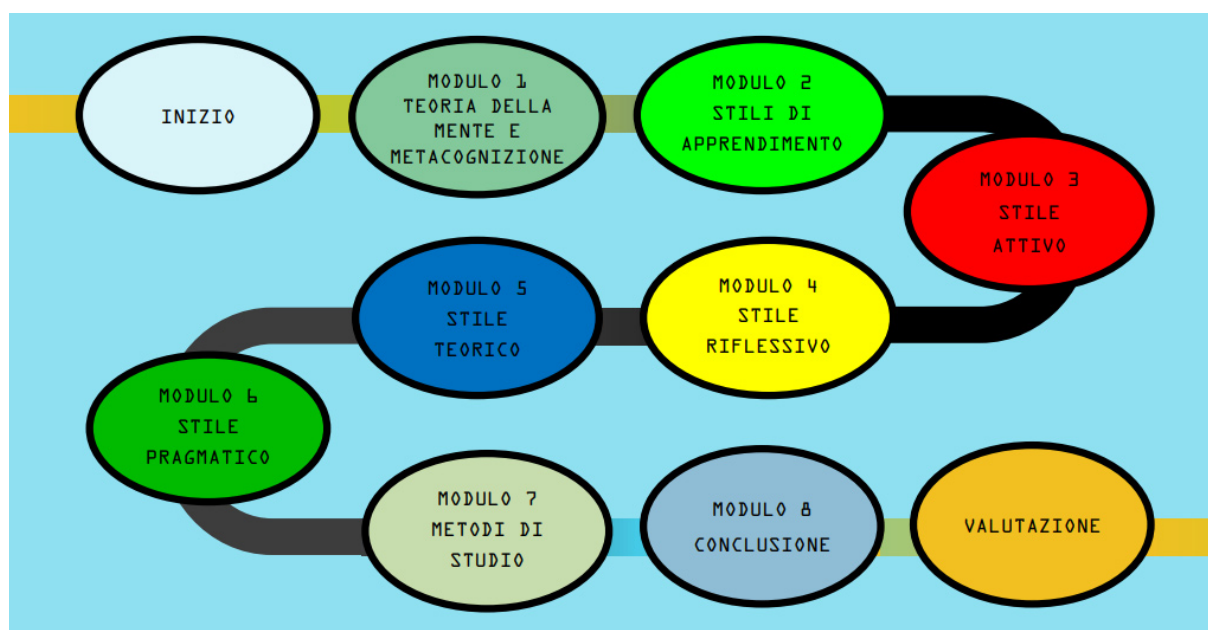 INIZIO
MODULO 1
TEORIA DELLA
MENTE E
METACOGNIZIONE
MODULO 2
STILI DI
APPRENDIMENTO
MODULO 3
STILE
ATTIVO
MODULO 4
STILE
RIFLESSIVO
MODULO 5
STILE
TEORICO
MODULO 6
STILE
PRAGMATICO
MODULO 7
METODI DI
STUDIO
MODULO 8
CONCLUSIONE
VALUTAZIONE